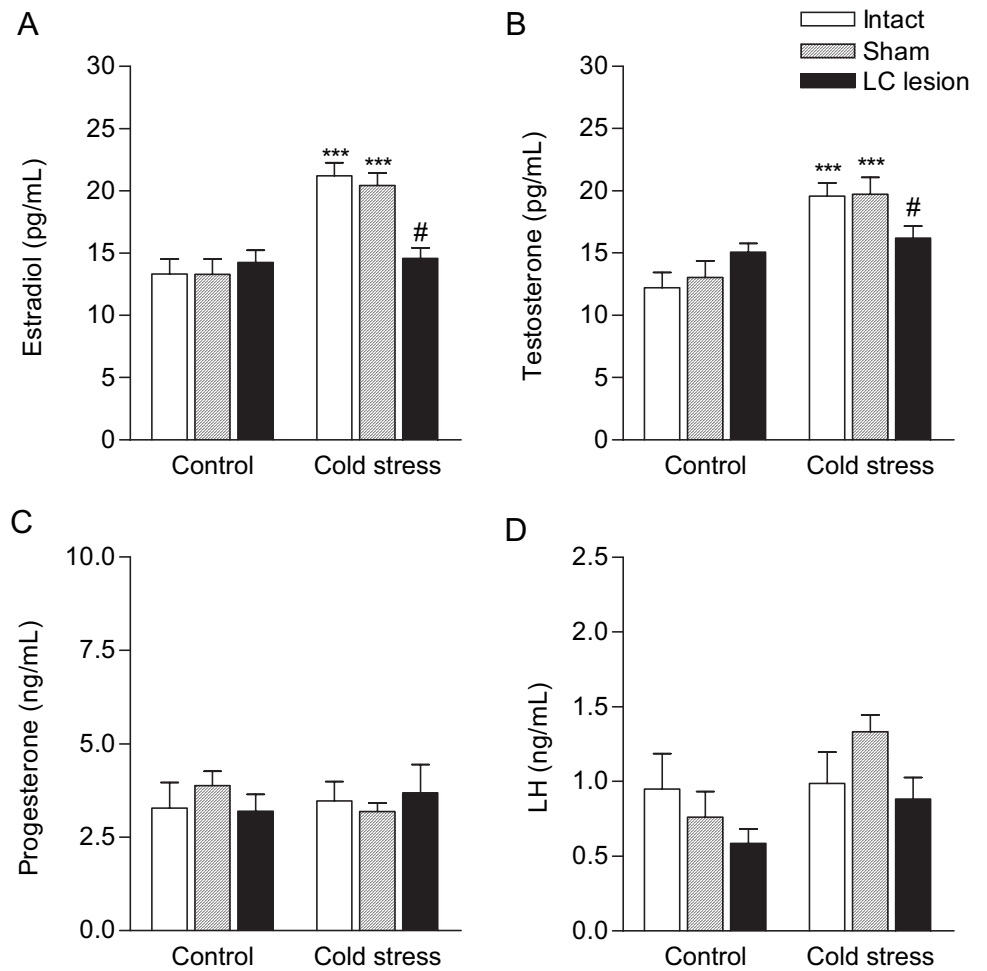 A
B
Intact
Sham
LC lesion
30
25
20
15
10
5
0
Estradiol (pg/mL)
***
***
#
Control
Cold stress
30
25
20
15
10
5
0
Testosterone (pg/mL)
***
***
#
Control
Cold stress
C
D
10.0
7.5
5.0
2.5
0.0
Progesterone (ng/mL)
Control
Cold stress
2.5
2.0
1.5
1.0
0.5
0.0
LH (ng/mL)
Control
Cold stress